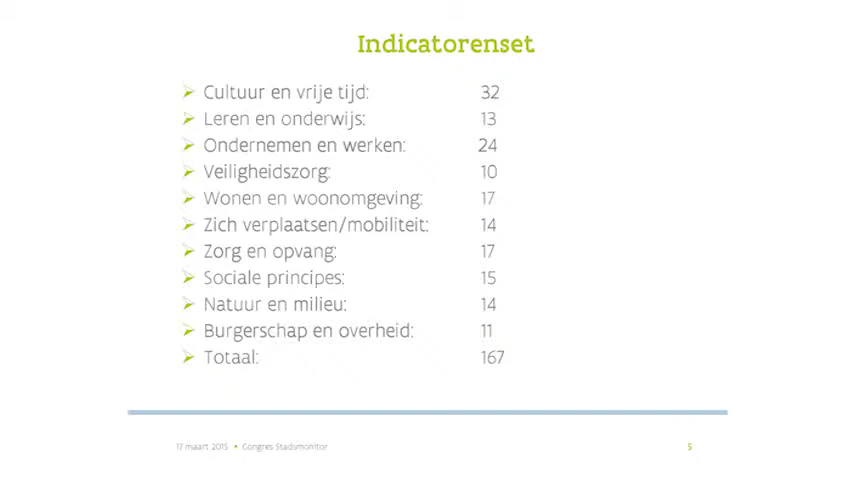 Indicatorenset
Cultuur en vrije tijd: 32
Leren en onderwijs: 13
Ondernemen en werken: 24
Veiligheidszorg: 10
Wonen en woonomgeving: 17
Zich verplaatsen/mobiliteit: 14
Zorg en opvang: 17
Sociale principes: 15
Natuur en milieu: 14
Burgerschap en overheid: 11
Totaal: 167
17 maart 2015 • Congres Stadsmonitor 5